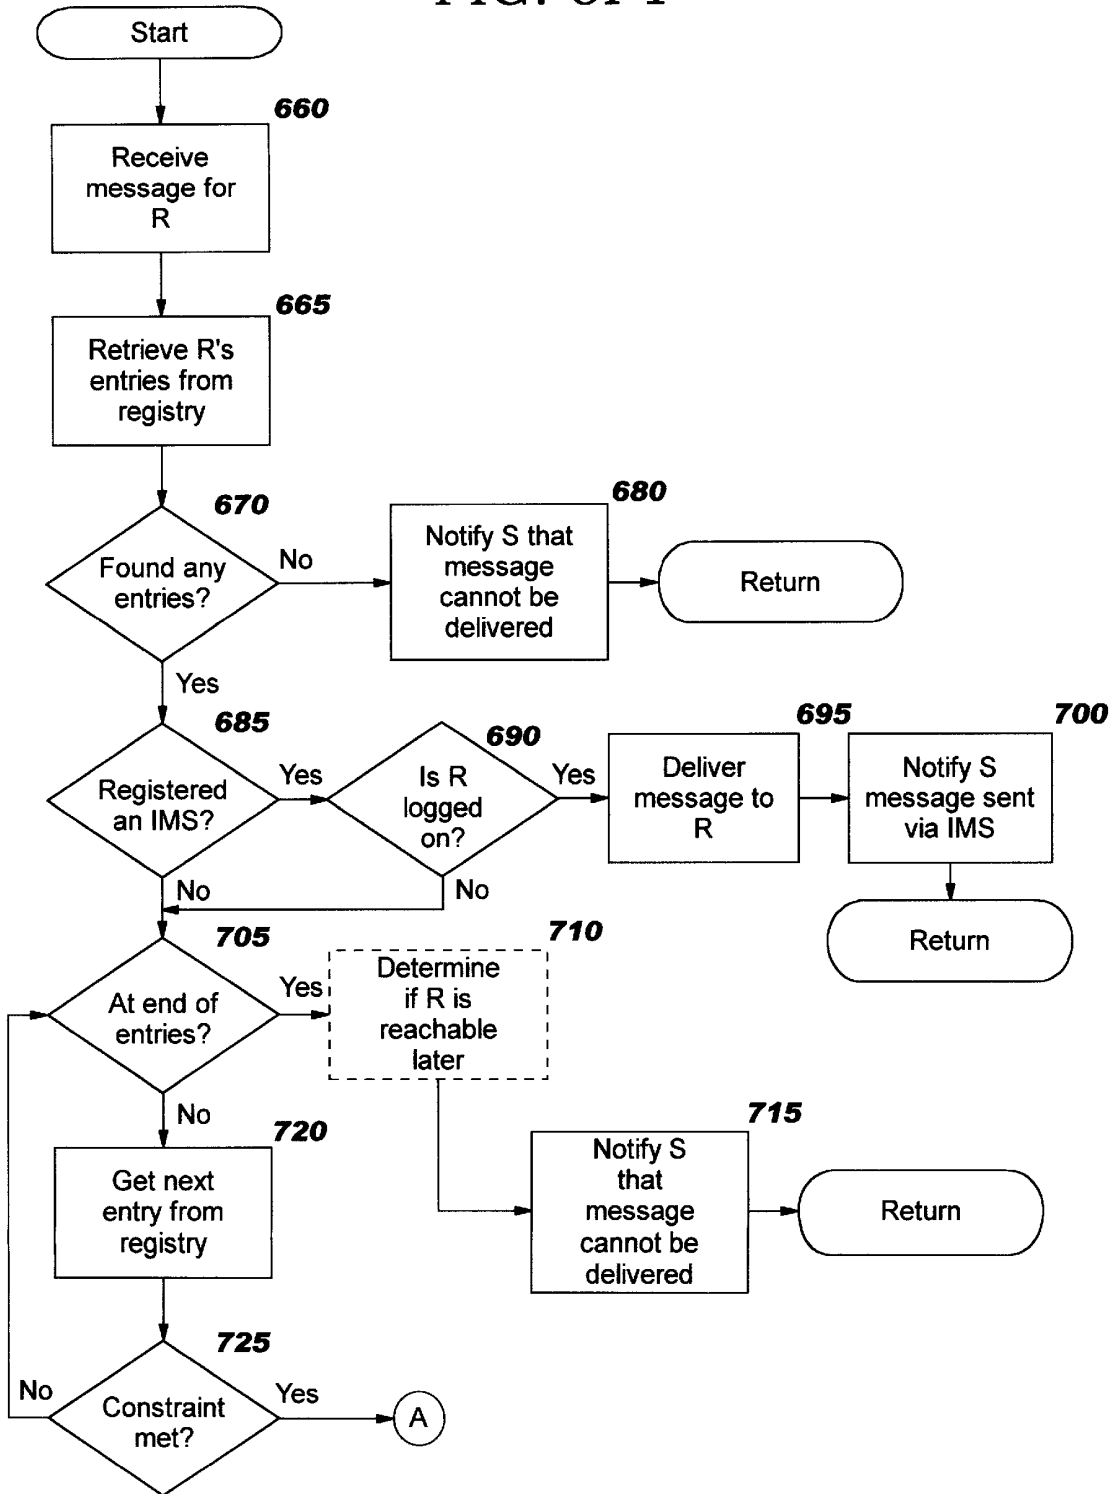 Start
660
Receive
message for
R
665
Retrieve R's
entries from
registry
670
Found any
entries?
No
680
Notify S that
message
cannot be
delivered
Return
Yes
685
Registered
an IMS?
Yes
690
Is R
logged
on?
Yes
695
Deliver
message to
R
700
Notify S
message sent
via IMS
Return
No
No
705
At end of
entries?
Yes
710
Determine
if R is
reachable
later
No
715
Notify S
that
message
cannot be
delivered
Return
720
Get next
entry from
registry
725
Constraint
met?
No
Yes
A